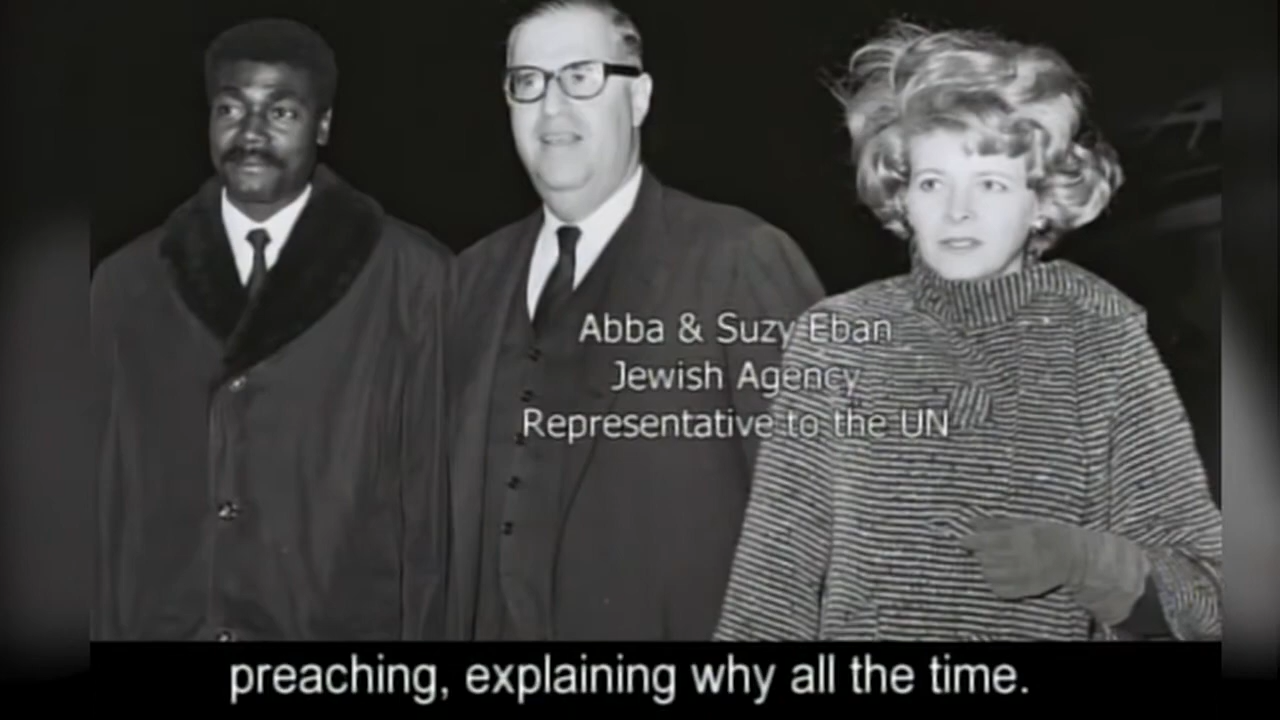 Abba & Suzy Eban
Jewish Agency
Representative to the UN
preaching, explaining why all the time.